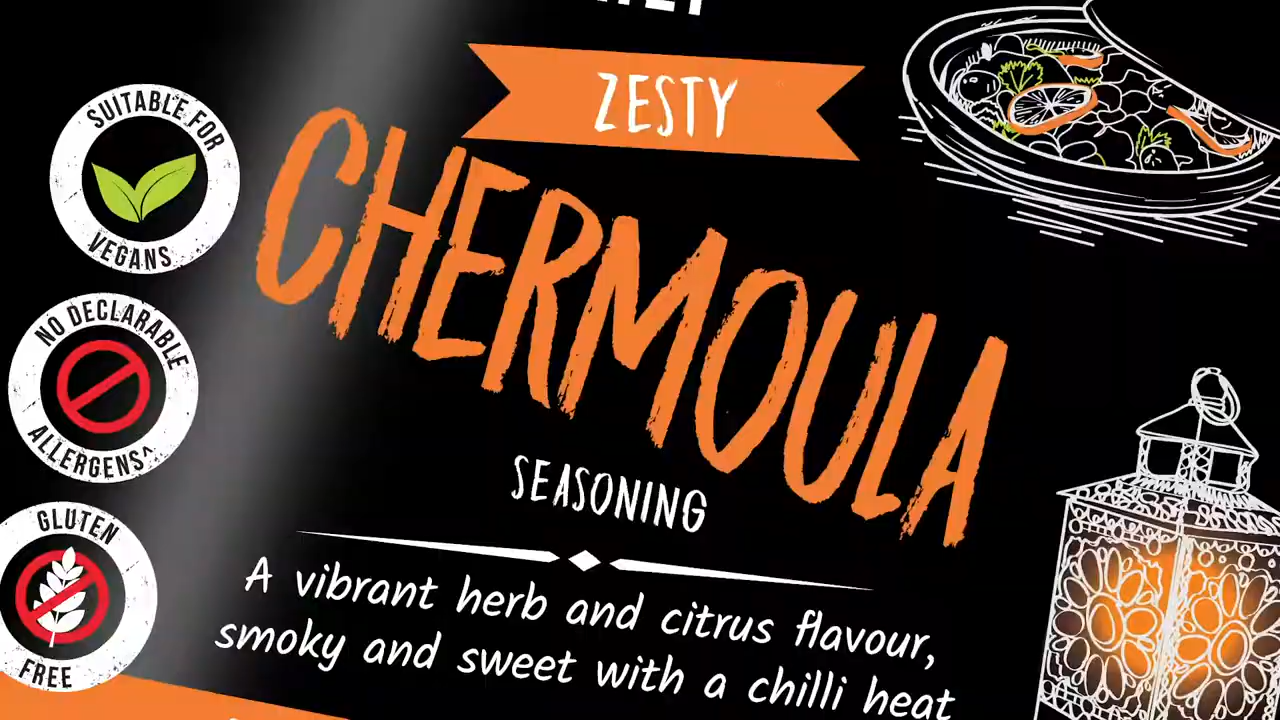 ZESTY
CHERMOULA
SEASONING
A vibrant herb and citrus flavour,
smoky and sweet with a chilli heat
SUITABLE FOR
VEGANS
NO DECLARABLE
ALLERGENS^
GLUTEN
FREE